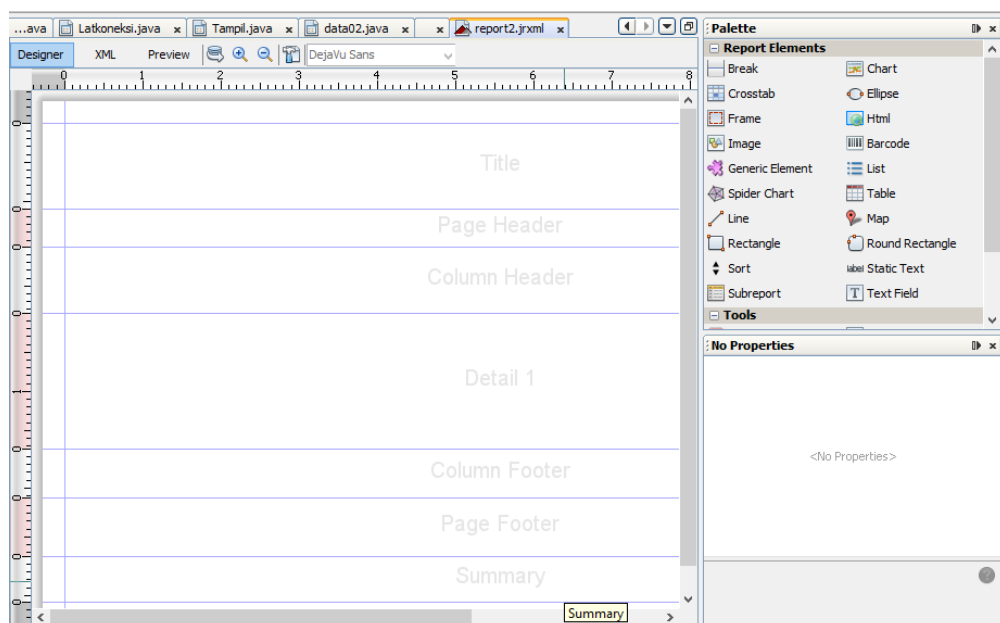 ...ava Latkoneksi.java x Tampil.java x data02.java x x report2.jrxml x
Designer XML Preview DejaVu Sans
0 1 2 3 4 5 6 7 8
Title
Page Header
Column Header
Detail 1
Column Footer
Page Footer
Summary
Summary
Palette
Report Elements
Break Chart
Crosstab Ellipse
Frame Html
Image Barcode
Generic Element List
Spider Chart Table
Line Map
Rectangle Round Rectangle
Sort label Static Text
Subreport T Text Field
Tools
No Properties
<No Properties>